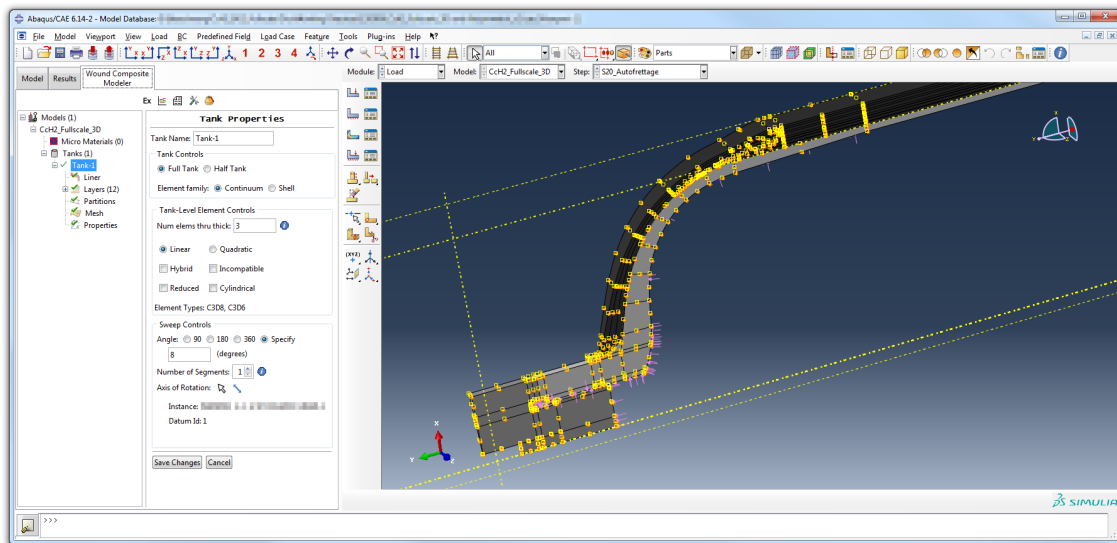 Abaqus/CAE 6.14-2 - Model Database:
File Model Viewport View Load BC Predefined Field Load Case Feature Tools Plug-ins Help
1 2 3 4 All Parts
Model Results Wound Composite Modeler
Module: Load Model: CcH2_Fullscale_3D Step: S20_Autofrettage
Ex
Models (1)
CcH2_Fullscale_3D
Micro Materials (0)
Tanks (1)
Tank-1
Liner
Layers (12)
Partitions
Mesh
Properties
Tank Properties
Tank Name: Tank-1
Tank Controls
Full Tank Half Tank
Element family: Continuum Shell
Tank-Level Element Controls
Num elems thru thick: 3
Linear Quadratic
Hybrid Incompatible
Reduced Cylindrical
Element Types: C3D8, C3D6
Sweep Controls
Angle: 90 180 360 Specify
8 (degrees)
Number of Segments: 1
Axis of Rotation:
Instance:
Datum Id: 1
Save Changes Cancel
(XYZ)
X
Y
Z
SIMULIA
>>>